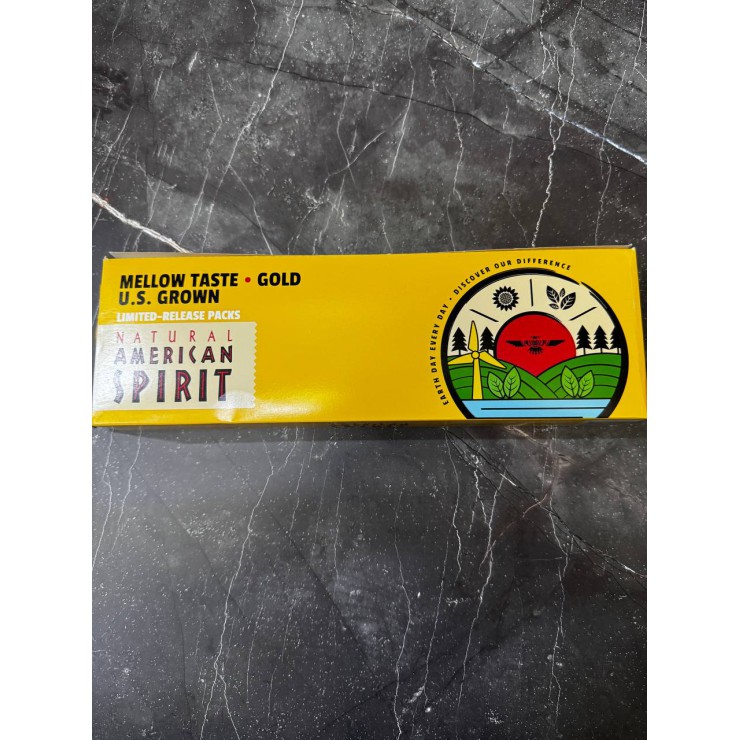 MELLOW TASTE • GOLD
U.S. GROWN
LIMITED-RELEASE PACKS
NATURAL
AMERICAN
SPIRIT
EARTH DAY EVERY DAY • DISCOVER OUR DIFFERENCE